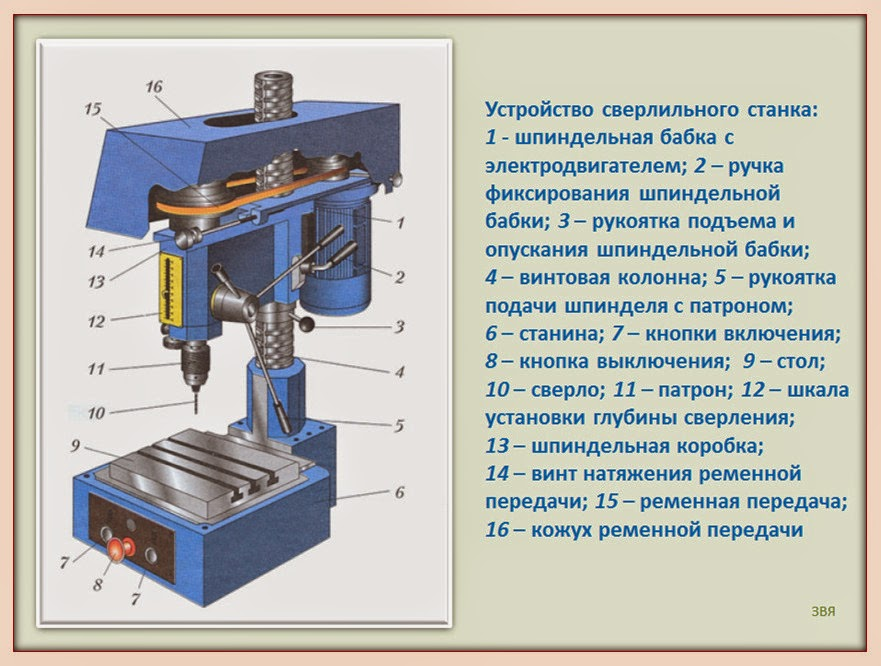 16
15
14
13
12
11
10
9
7
8
7
1
2
3
4
5
6
Устройство сверлильного станка:
1 - шпиндельная бабка с
электродвигателем; 2 – ручка
фиксирования шпиндельной
бабки; 3 – рукоятка подъема и
опускания шпиндельной бабки;
4 – винтовая колонна; 5 – рукоятка
подачи шпинделя с патроном;
6 – станина; 7 – кнопки включения;
8 – кнопка выключения; 9 – стол;
10 – сверло; 11 – патрон; 12 – шкала
установки глубины сверления;
13 – шпиндельная коробка;
14 – винт натяжения ременной
передачи; 15 – ременная передача;
16 – кожух ременной передачи
ЗВЯ